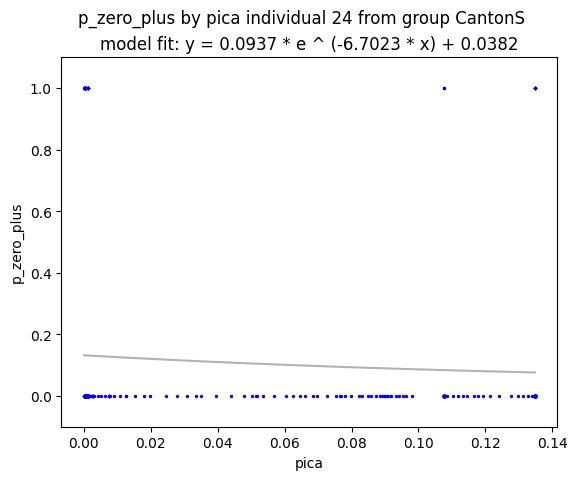 p_zero_plus by pica individual 24 from group CantonS
model fit: y = 0.0937 * e ^ (-6.7023 * x) + 0.0382
p_zero_plus
1.0
0.8
0.6
0.4
0.2
0.0
0.00 0.02 0.04 0.06 0.08 0.10 0.12 0.14
pica